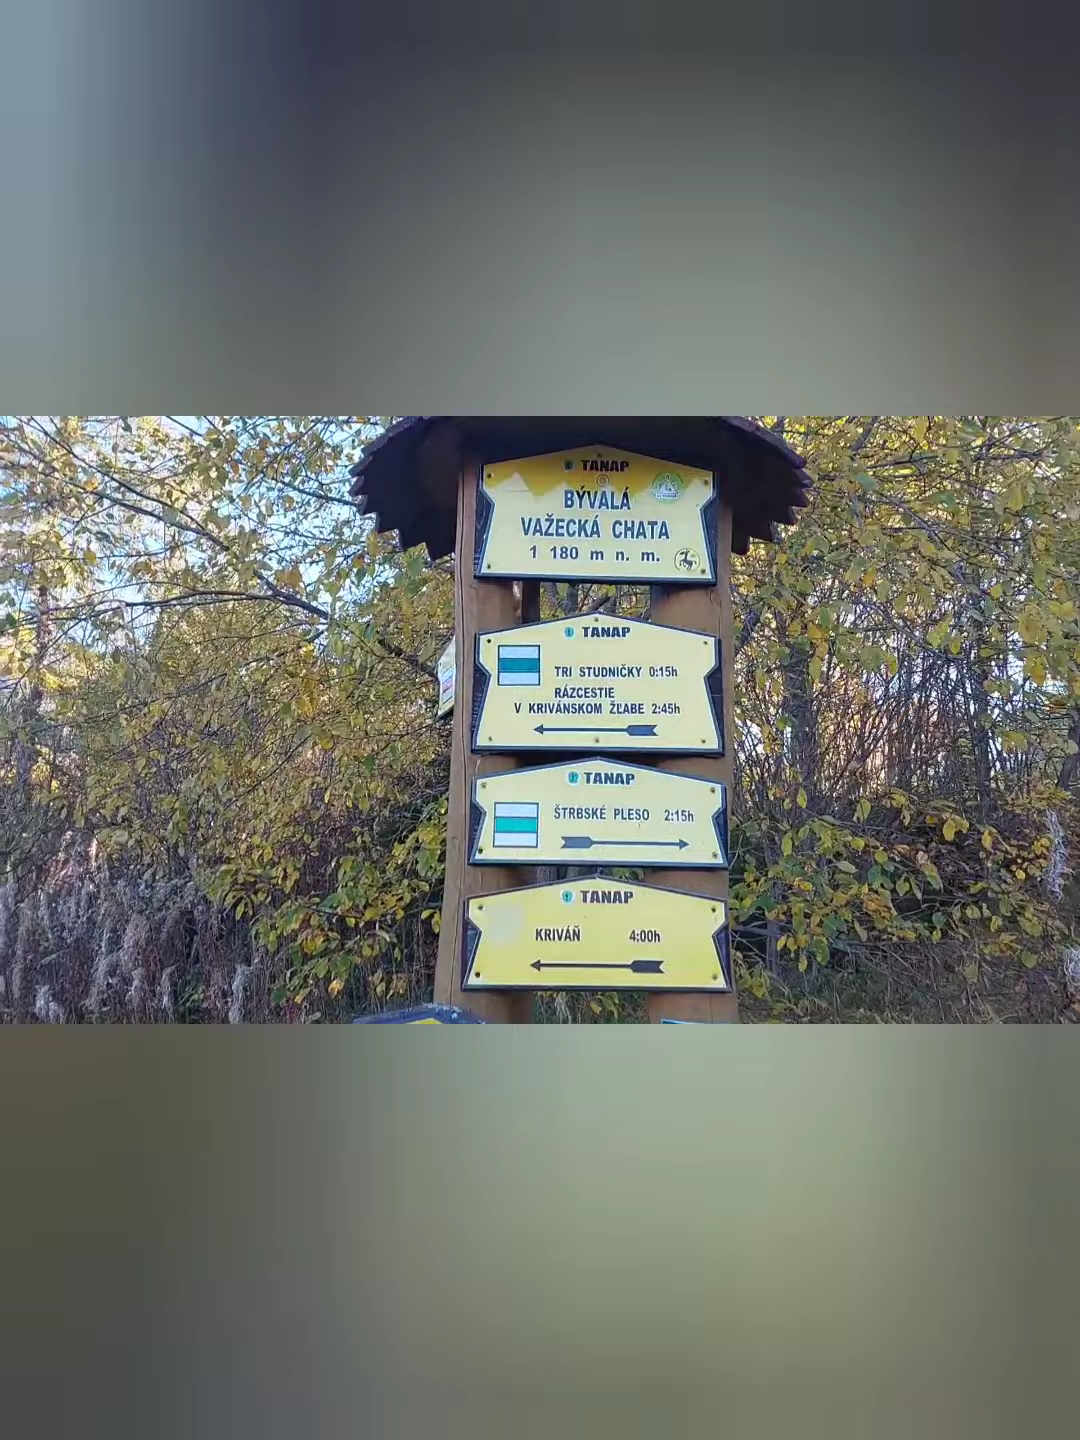 TANAP
BÝVALÁ
VAŽECKÁ CHATA
1 180 m n. m.
TANAP
TRI STUDNIČKY 0:15h
RÁZCESTIE
V KRIVÁNSKOM ŽĽABE 2:45h
TANAP
ŠTRBSKÉ PLESO 2:15h
TANAP
KRIVÁŇ 4:00h